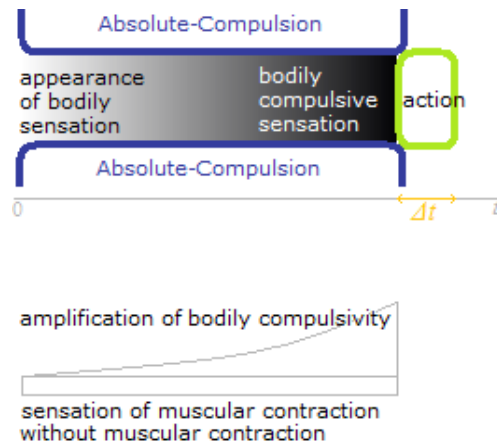 Absolute-Compulsion
appearance
of bodily
sensation
bodily
compulsive
sensation
action
Absolute-Compulsion
0
Δt
t
amplification of bodily compulsivity
sensation of muscular contraction
without muscular contraction